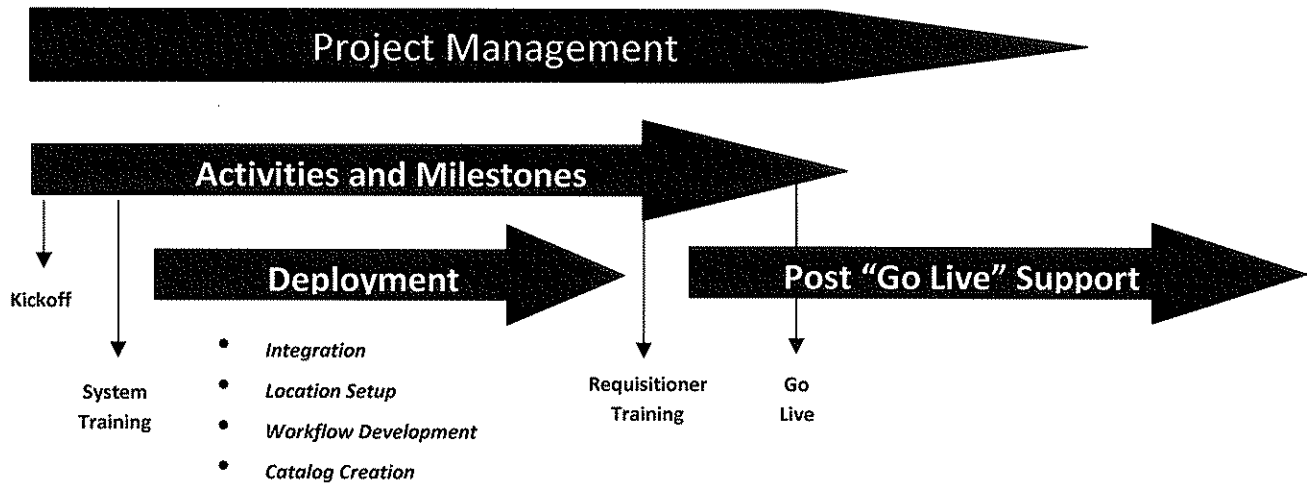 Project Management
Activities and Milestones
Deployment
Post “Go Live” Support
Kickoff
System
Training
• Integration
• Location Setup
• Workflow Development
• Catalog Creation
Requisitioner
Training
Go
Live